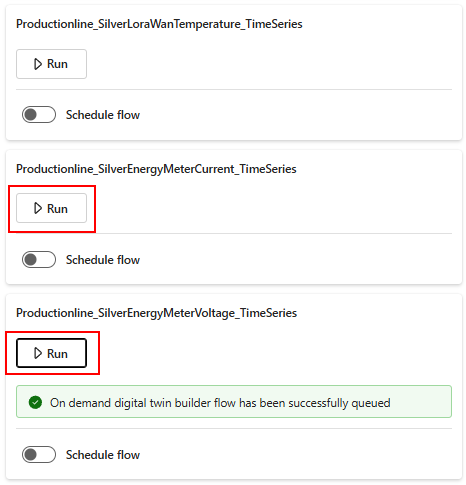 Productionline_SilverLoraWanTemperature_TimeSeries
Run
Schedule flow
Productionline_SilverEnergyMeterCurrent_TimeSeries
Run
Schedule flow
Productionline_SilverEnergyMeterVoltage_TimeSeries
Run
On demand digital twin builder flow has been successfully queued
Schedule flow